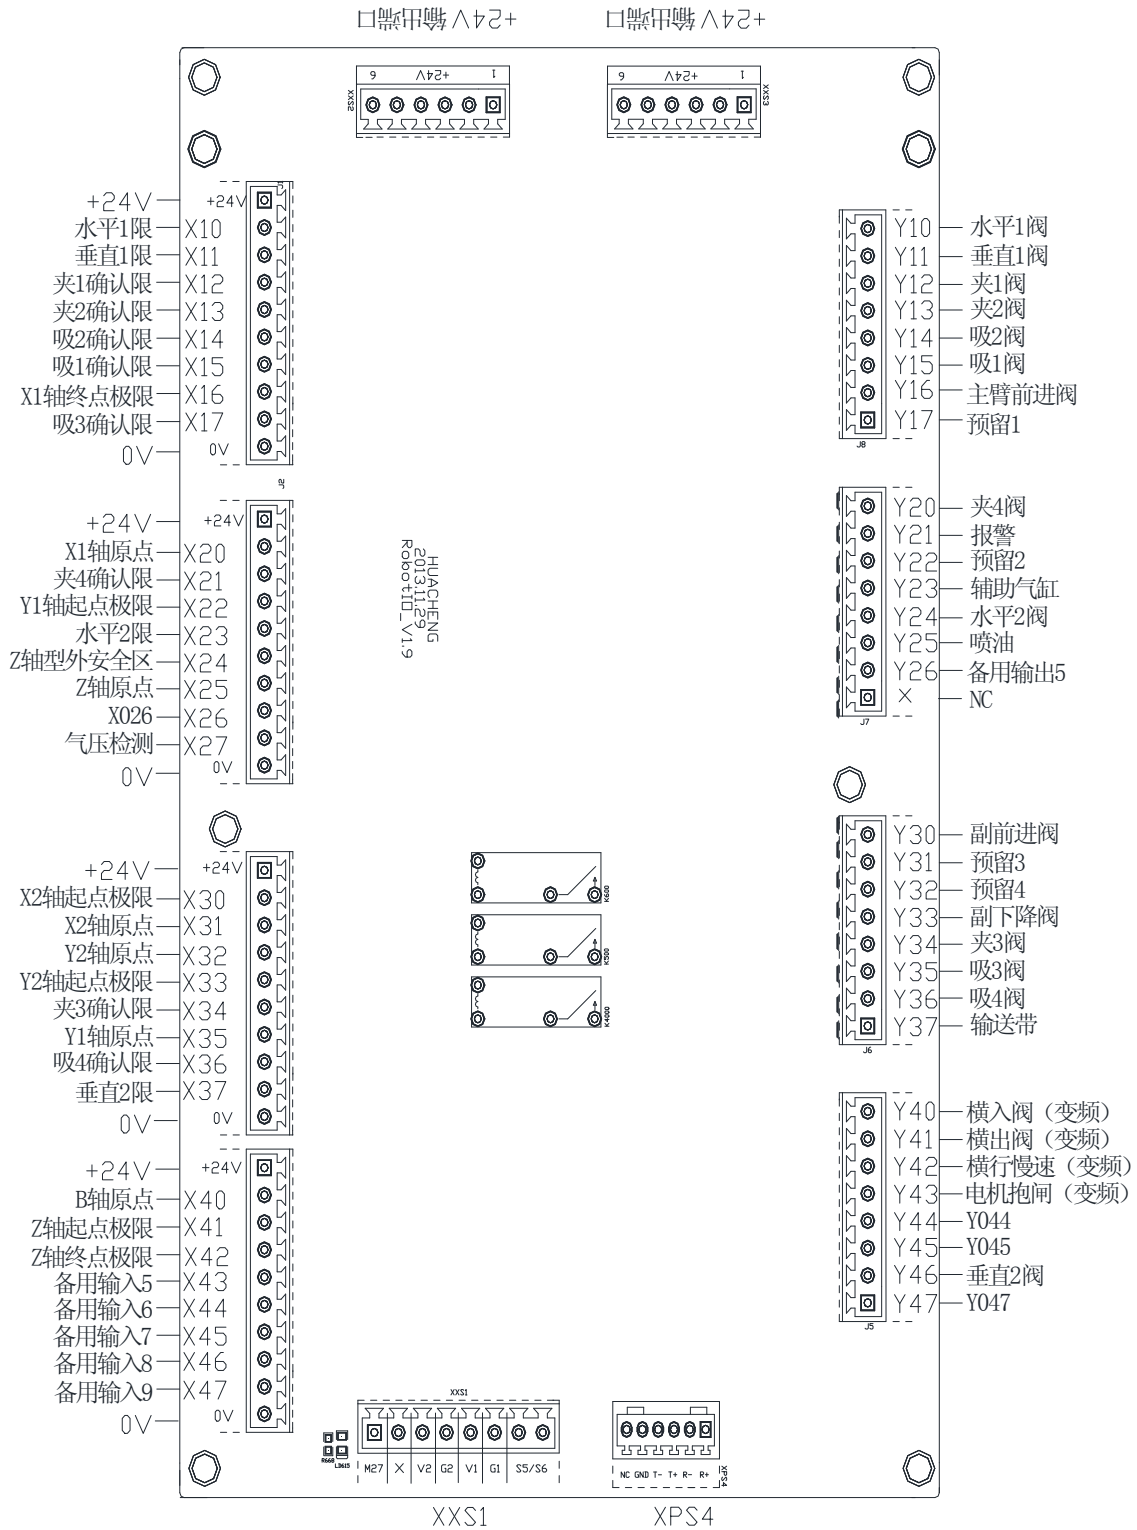 +24V输出端口
+24V输出端口
6 +24V 1
XXS2
6 +24V 1
XXS3
J1
+24V +24V
水平1限 X10
垂直1限 X11
夹1确认限 X12
夹2确认限 X13
吸2确认限 X14
吸1确认限 X15
X1轴终点极限 X16
吸3确认限 X17
0V 0V
J2
+24V +24V
X1轴原点 X20
夹4确认限 X21
Y1轴起点极限 X22
水平2限 X23
Z轴型外安全区 X24
Z轴原点 X25
X026 X26
气压检测 X27
0V 0V
+24V +24V
X2轴起点极限 X30
X2轴原点 X31
Y2轴原点 X32
Y2轴起点极限 X33
夹3确认限 X34
Y1轴原点 X35
吸4确认限 X36
垂直2限 X37
0V 0V
+24V +24V
B轴原点 X40
Z轴起点极限 X41
Z轴终点极限 X42
备用输入5 X43
备用输入6 X44
备用输入7 X45
备用输入8 X46
备用输入9 X47
0V 0V
HUACHENG
2013.11.29
RobotIO_V1.9
K600
K500
K4000
Y10 水平1阀
Y11 垂直1阀
Y12 夹1阀
Y13 夹2阀
Y14 吸2阀
Y15 吸1阀
Y16 主臂前进阀
Y17 预留1
J8
Y20 夹4阀
Y21 报警
Y22 预留2
Y23 辅助气缸
Y24 水平2阀
Y25 喷油
Y26 备用输出5
X NC
J7
Y30 副前进阀
Y31 预留3
Y32 预留4
Y33 副下降阀
Y34 夹3阀
Y35 吸3阀
Y36 吸4阀
Y37 输送带
J6
Y40 横入阀（变频）
Y41 横出阀（变频）
Y42 横行慢速（变频）
Y43 电机抱闸（变频）
Y44 Y044
Y45 Y045
Y46 垂直2阀
Y47 Y047
J5
XXS1
R668 LD615
M27 X V2 G2 V1 G1 S5/S6
NC GND T- T+ R- R+
XPS4
XXS1
XPS4